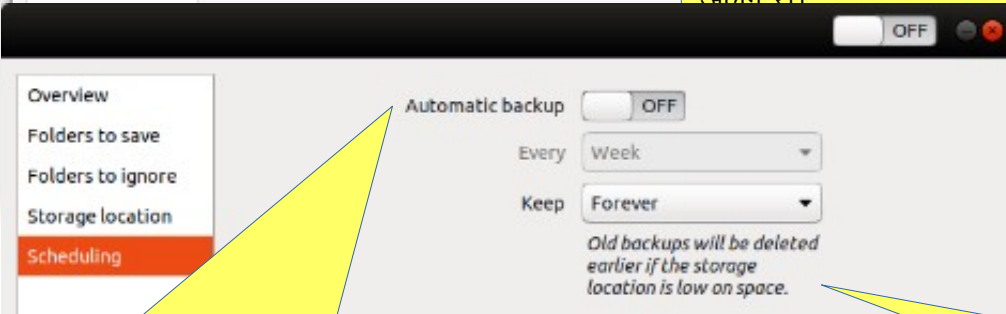 OFF
Overview
Folders to save
Folders to ignore
Storage location
Scheduling
Automatic backup OFF
Every Week
Keep Forever
Old backups will be deleted
earlier if the storage
location is low on space.